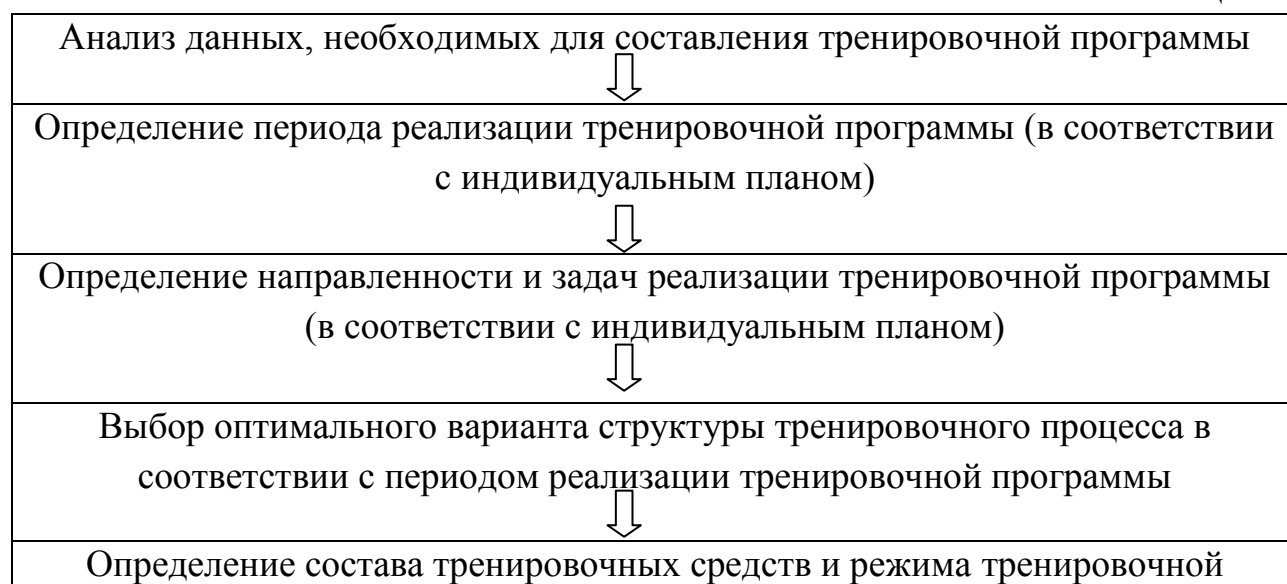 Анализ данных, необходимых для составления тренировочной программы
Определение периода реализации тренировочной программы (в соответствии
с индивидуальным планом)
Определение направленности и задач реализации тренировочной программы
(в соответствии с индивидуальным планом)
Выбор оптимального варианта структуры тренировочного процесса в
соответствии с периодом реализации тренировочной программы
Определение состава тренировочных средств и режима тренировочной